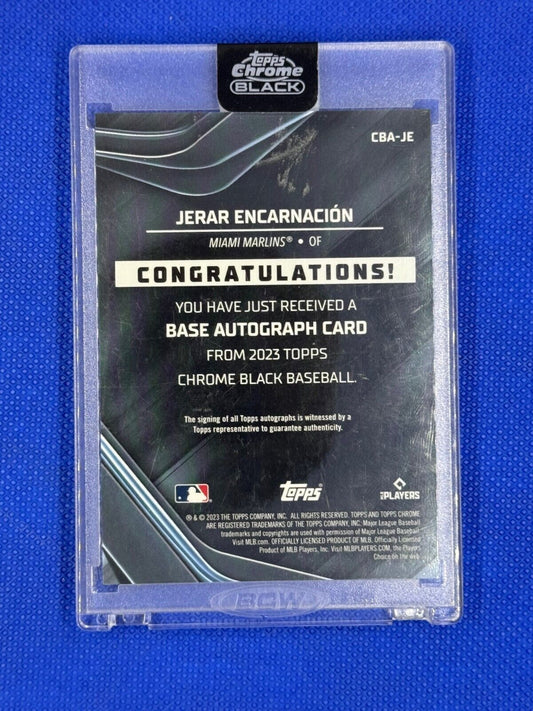 Topps
Chrome
BLACK
CBA-JE
JERAR ENCARNACIÓN
MIAMI MARLINS® • OF
CONGRATULATIONS!
YOU HAVE JUST RECEIVED A
BASE AUTOGRAPH CARD
FROM 2023 TOPPS
CHROME BLACK BASEBALL.
The signing of all Topps autographs is witnessed by a
Topps representative to guarantee authenticity.
Topps
PLAYERS
® & © 2023 THE TOPPS COMPANY, INC. ALL RIGHTS RESERVED. TOPPS AND TOPPS CHROME
ARE REGISTERED TRADEMARKS OF THE TOPPS COMPANY, INC. Major League Baseball
trademarks and copyrights are used with permission of Major League Baseball.
Visit MLB.com. OFFICIALLY LICENSED PRODUCT OF MLB. Officially Licensed
Product of MLB Players, Inc. Visit MLBPLAYERS.COM, the Players
Choice on the web.
BCW